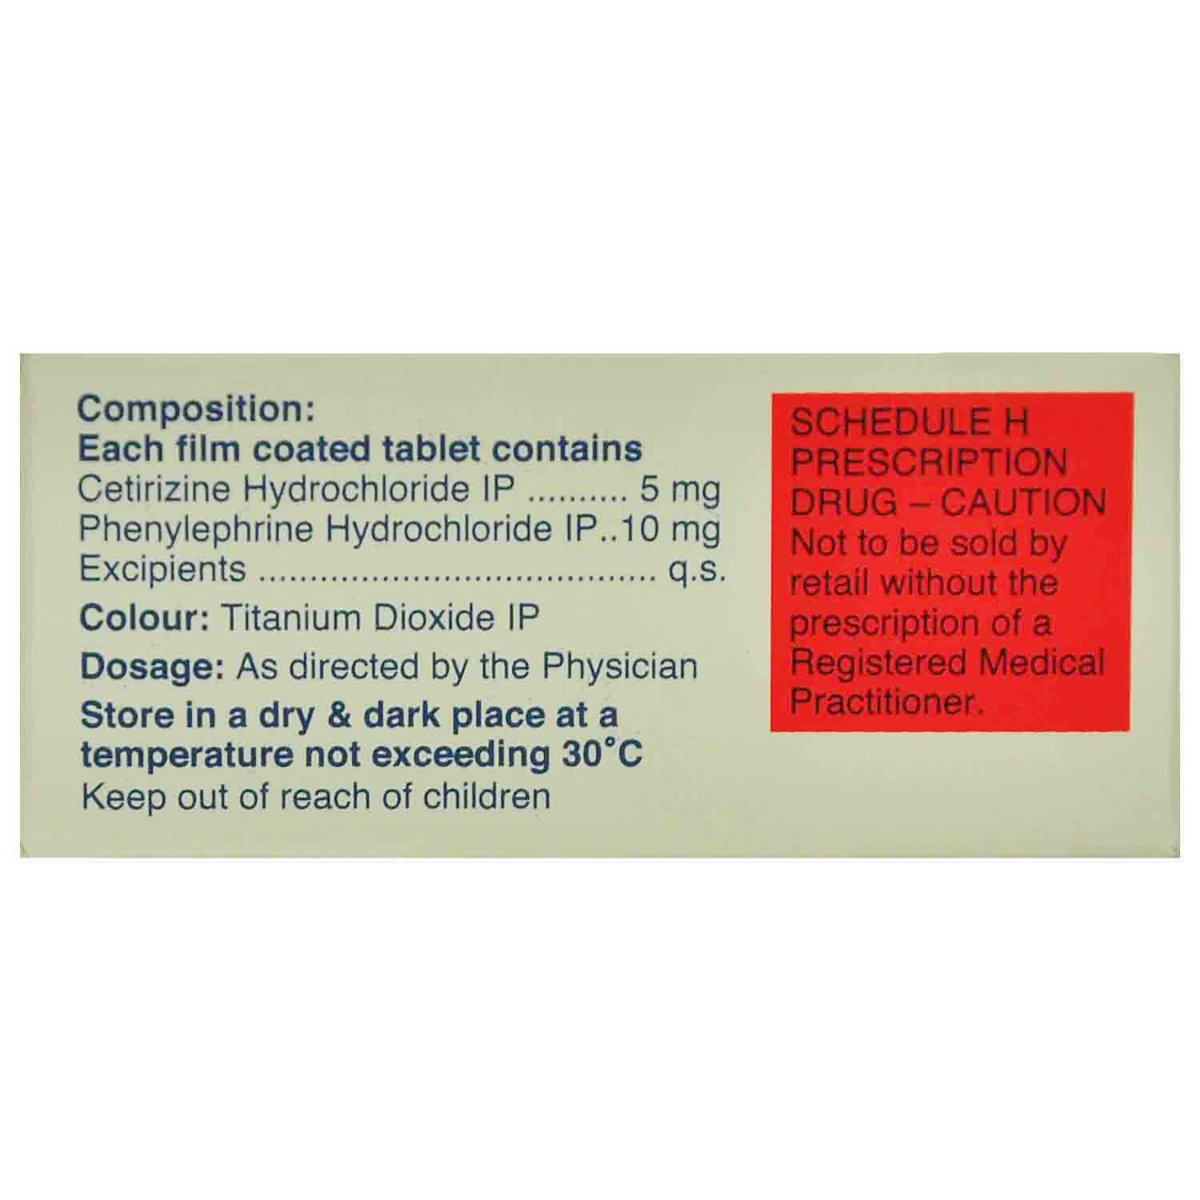 Composition:
Each film coated tablet contains
Cetirizine Hydrochloride IP .......... 5 mg
Phenylephrine Hydrochloride IP..10 mg
Excipients ....................................... q.s.
Colour: Titanium Dioxide IP
Dosage: As directed by the Physician
Store in a dry & dark place at a
temperature not exceeding 30°C
Keep out of reach of children
SCHEDULE H
PRESCRIPTION
DRUG – CAUTION
Not to be sold by
retail without the
prescription of a
Registered Medical
Practitioner.